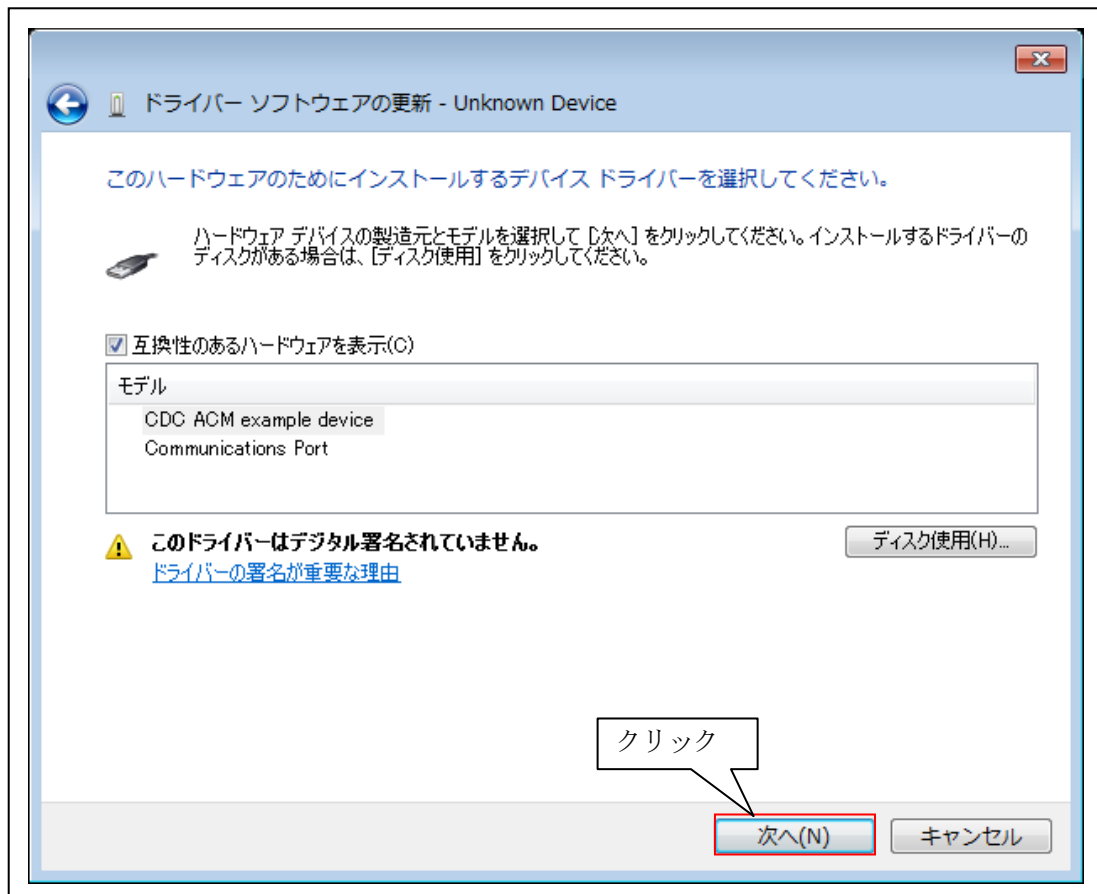 ドライバー ソフトウェアの更新 - Unknown Device
このハードウェアのためにインストールするデバイス ドライバーを選択してください。
ハードウェア デバイスの製造元とモデルを選択して [次へ] をクリックしてください。インストールするドライバーの
ディスクがある場合は、[ディスク使用] をクリックしてください。
互換性のあるハードウェアを表示(C)
モデル
CDC ACM example device
Communications Port
このドライバーはデジタル署名されていません。
ディスク使用(H)...
ドライバーの署名が重要な理由
クリック
次へ(N)
キャンセル